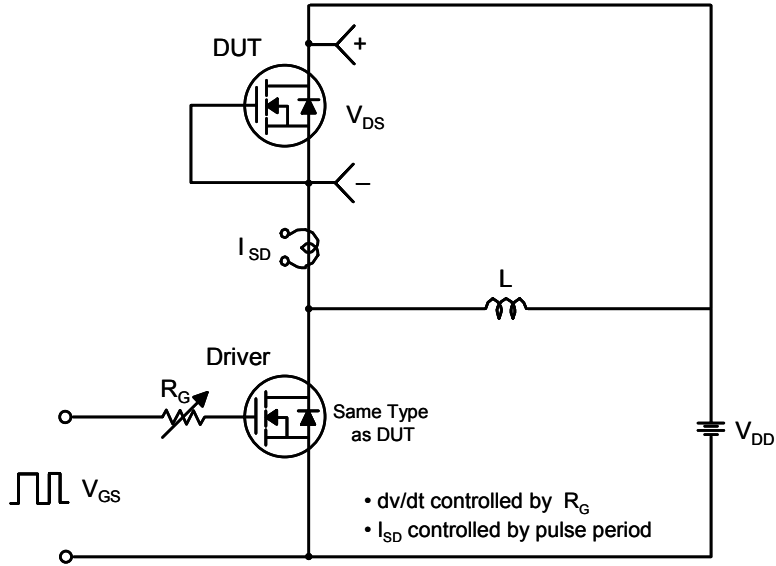 DUT
+
V_DS
–
I_SD
L
Driver
R_G
Same Type
as DUT
V_DD
V_GS
• dv/dt controlled by R_G
• I_SD controlled by pulse period